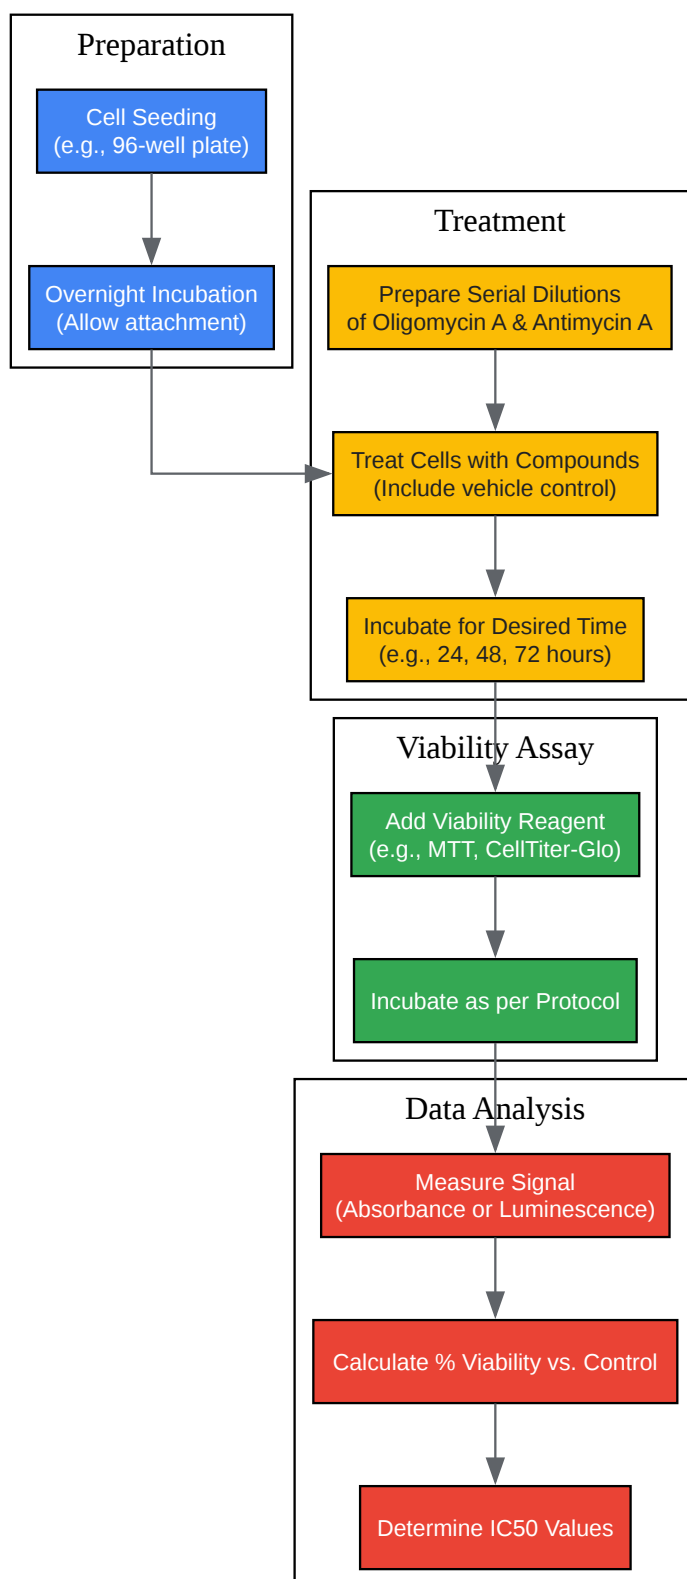 Preparation
Cell Seeding
(e.g., 96-well plate)
Overnight Incubation
(Allow attachment)
Treatment
Prepare Serial Dilutions
of Oligomycin A & Antimycin A
Treat Cells with Compounds
(Include vehicle control)
Incubate for Desired Time
(e.g., 24, 48, 72 hours)
Viability Assay
Add Viability Reagent
(e.g., MTT, CellTiter-Glo)
Incubate as per Protocol
Data Analysis
Measure Signal
(Absorbance or Luminescence)
Calculate % Viability vs. Control
Determine IC50 Values